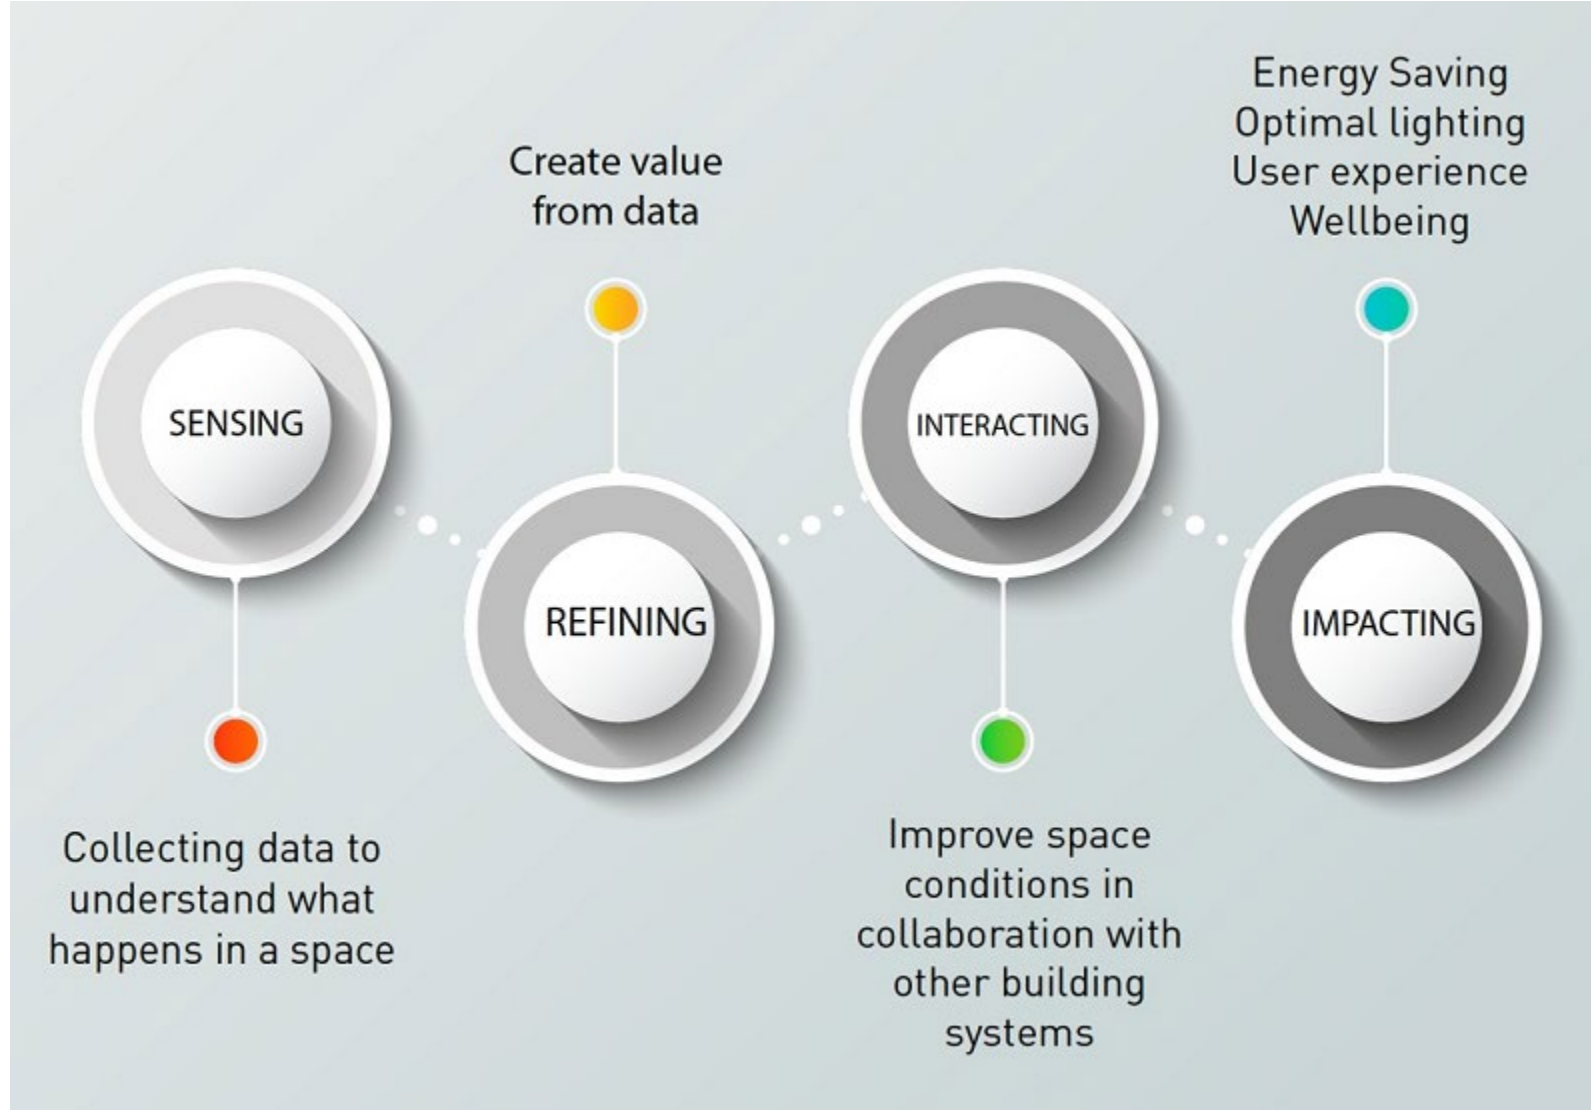 SENSING
Collecting data to
understand what
happens in a space
Create value
from data
REFINING
INTERACTING
Improve space
conditions in
collaboration with
other building
systems
Energy Saving
Optimal lighting
User experience
Wellbeing
IMPACTING